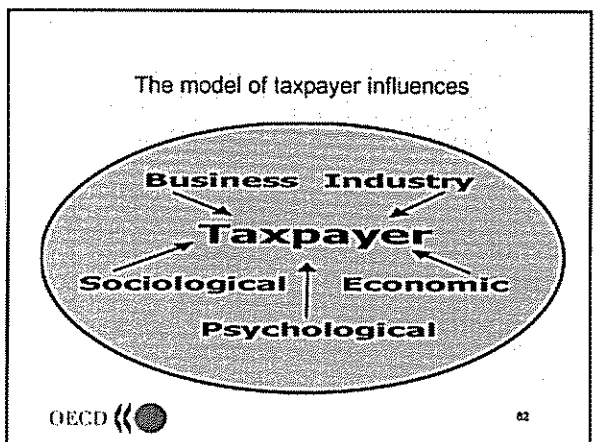 The model of taxpayer influences
Business Industry
Taxpayer
Sociological Economic
Psychological
OECD
62